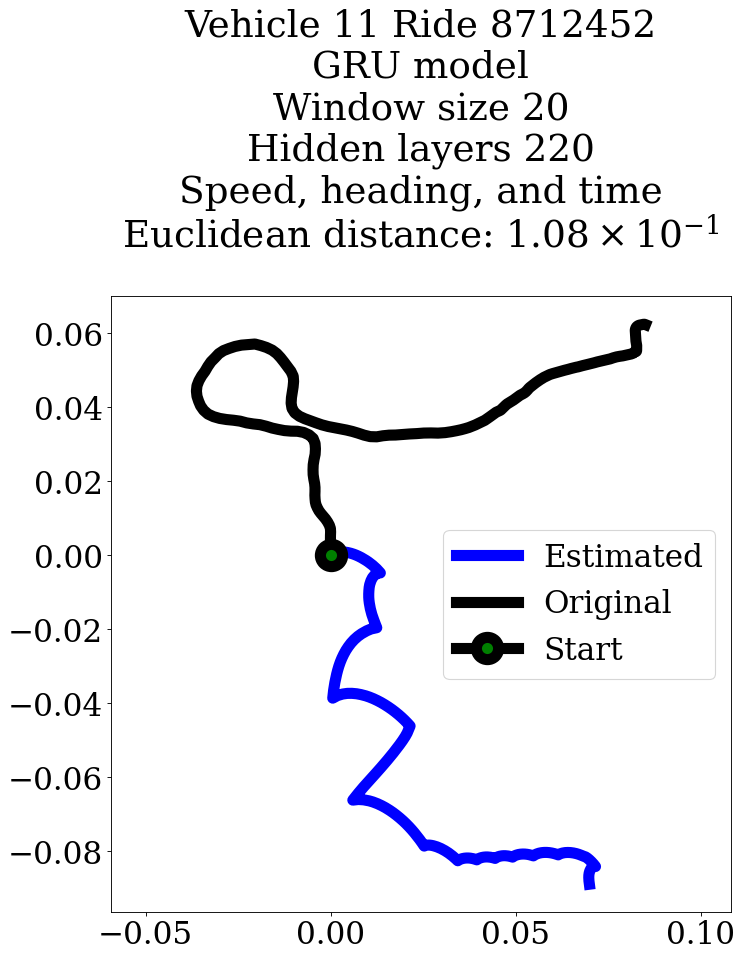 Vehicle 11 Ride 8712452
GRU model
Window size 20
Hidden layers 220
Speed, heading, and time
Euclidean distance: 1.08 × 10⁻¹
0.06
0.04
0.02
0.00
−0.02
−0.04
−0.06
−0.08
Estimated
Original
Start
−0.05 0.00 0.05 0.10